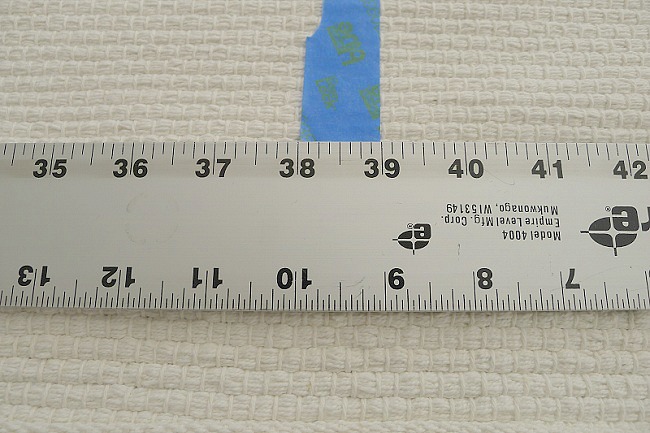 35 36 37 38 39 40 41 42
re®
Model 4004
Empire Level Mfg. Corp.
Mukwonago, WI 53149
e®
13 12 11 10 9 8 7